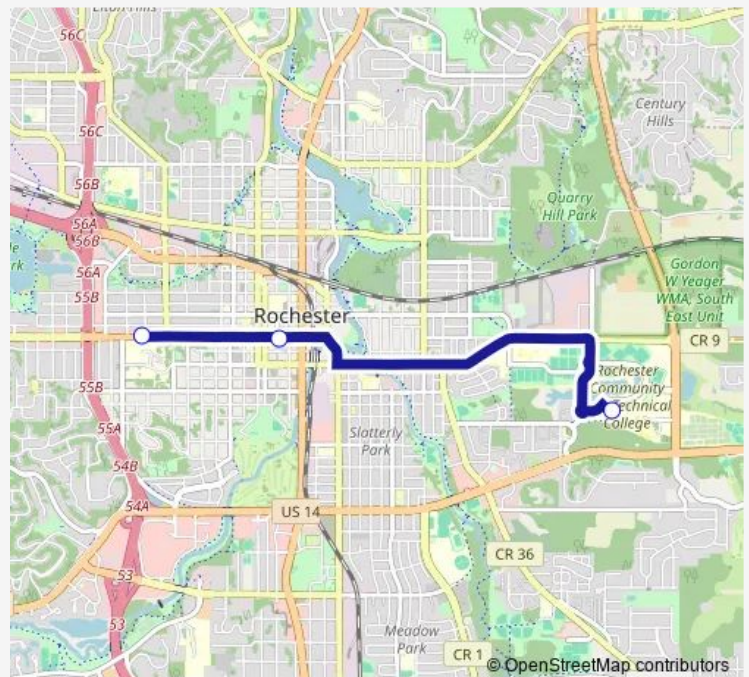 Elton Hills
56C
56C
Century
Hills
56B
Quarry
Hill Park
56A
56B
56A
55B
Gordon
W Yeager
WMA, South
East Unit
Rochester
CR 9
55B
Rochester
Community
Technical
College
55A
Slatterly
Park
54B
54A
US 14
CR 36
53
53
Meadow
Park
CR 1
© OpenStreetMap contributors